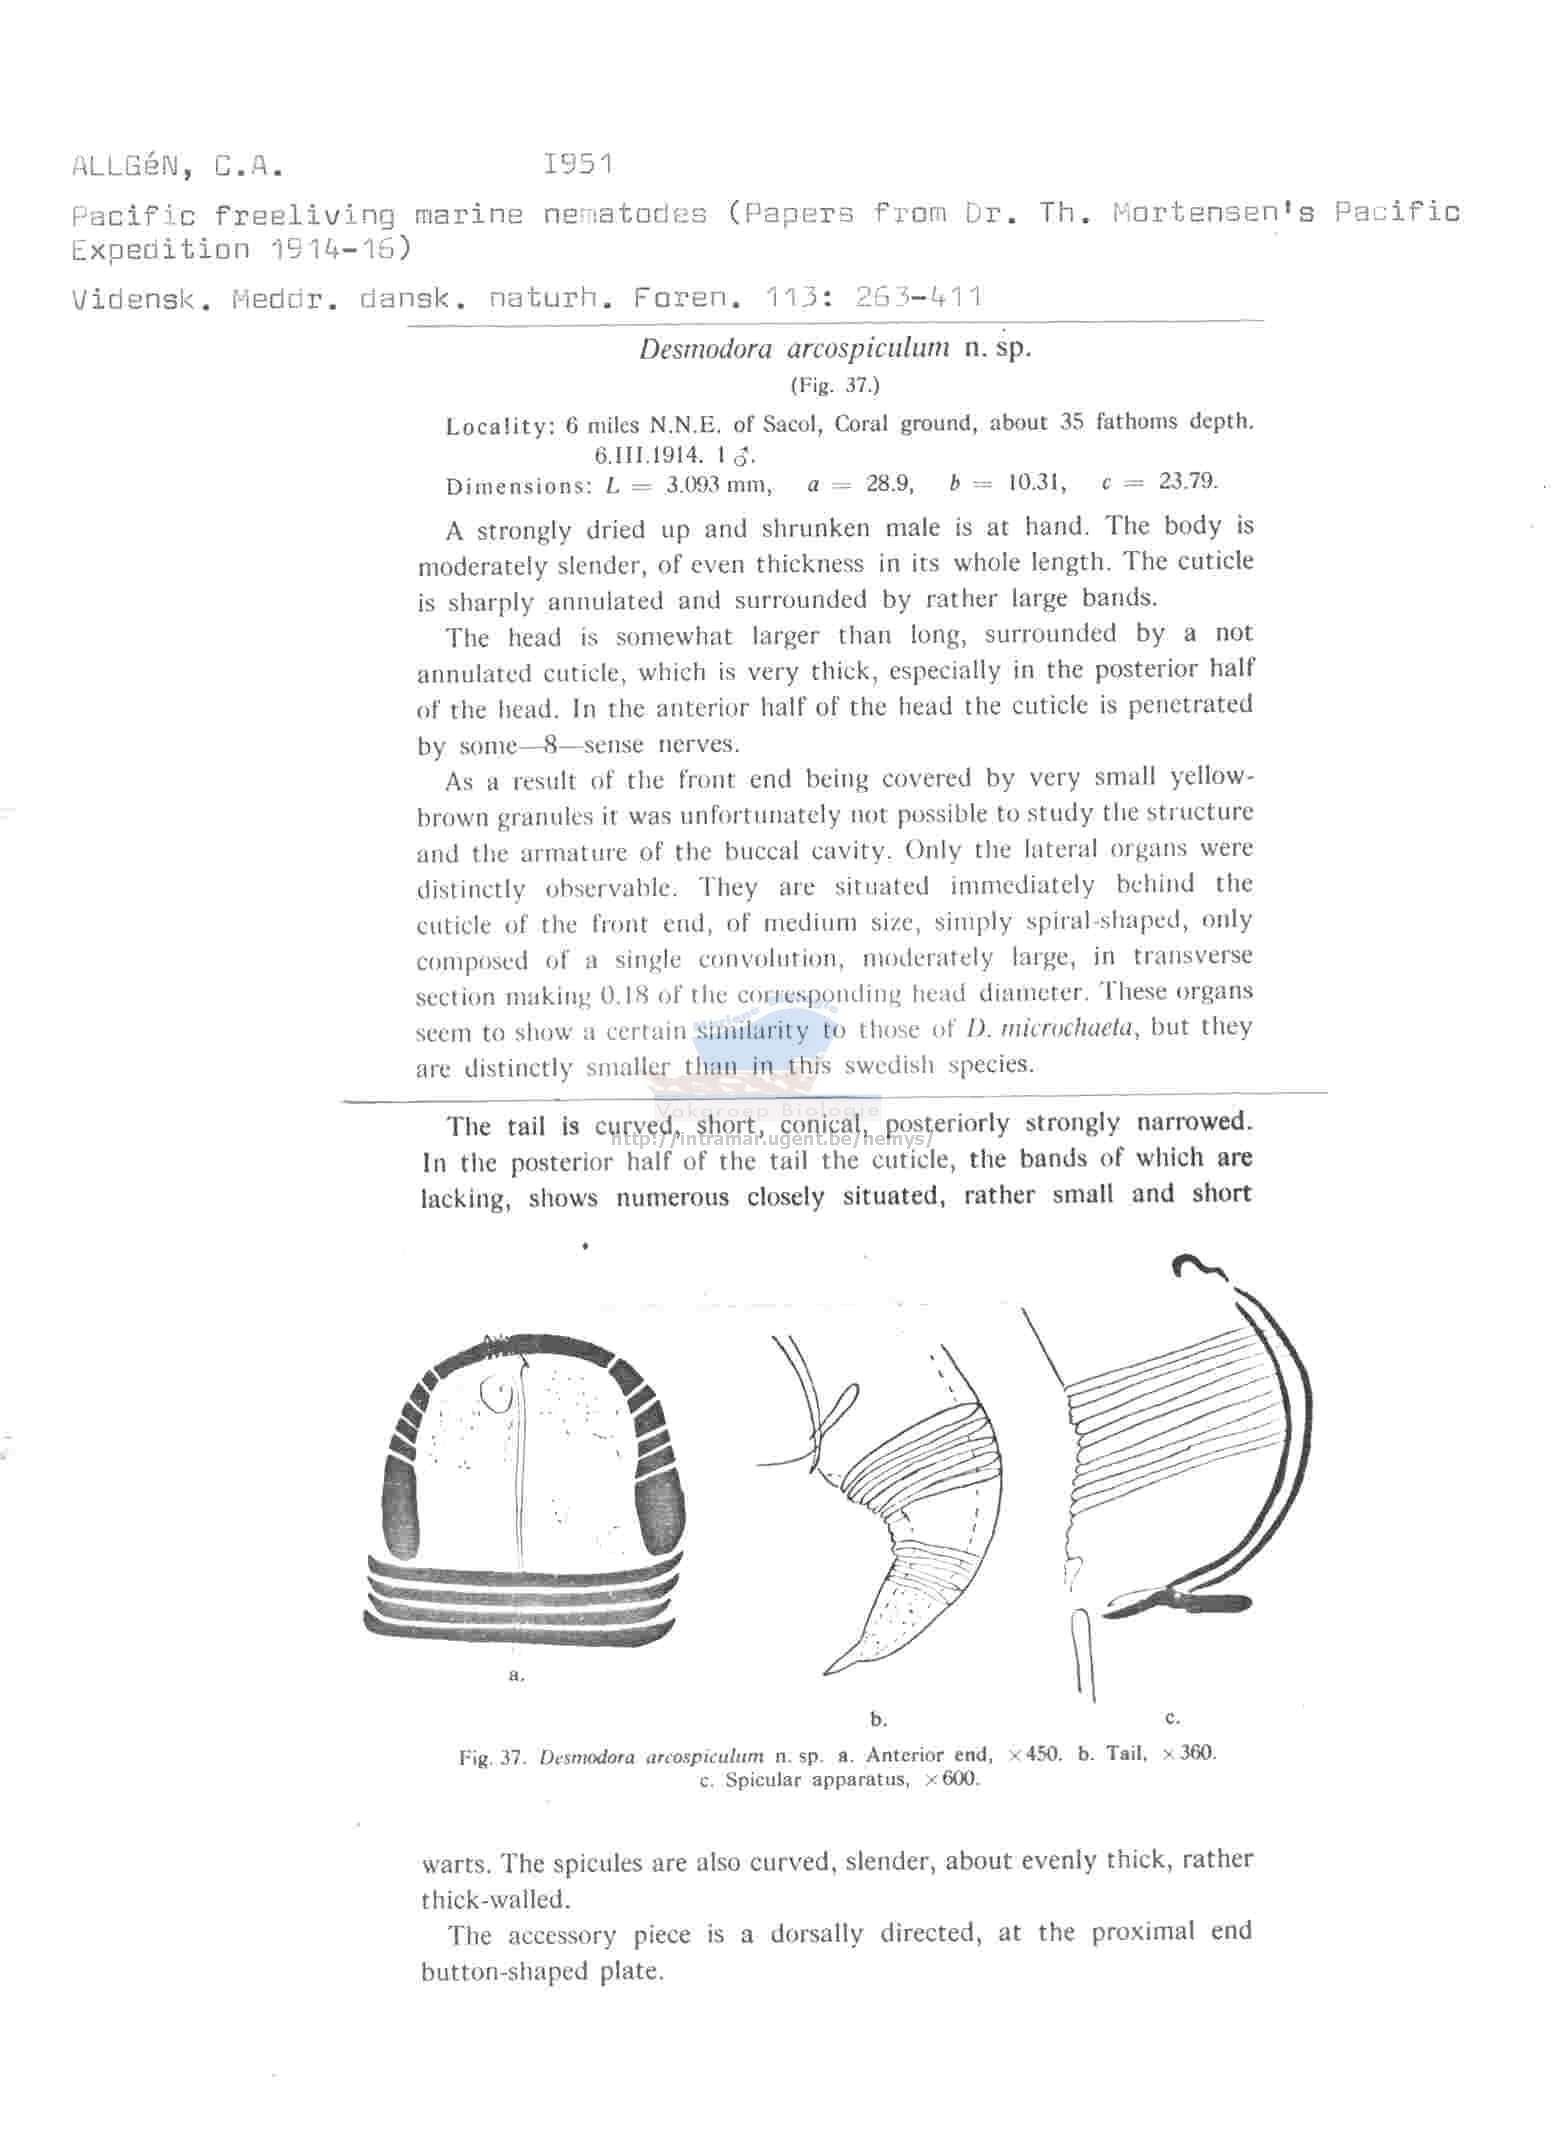 ALLGéN, C.A. I951
Pacific freeliving marine nematodes (Papers from Dr. Th. Mortensen's Pacific
Expedition 1914-16)
Vidensk. Meddr. dansk. naturh. Foren. 113: 263-411
Desmodora arcospiculum n. sp.
(Fig. 37.)
Locality: 6 miles N.N.E. of Sacol, Coral ground, about 35 fathoms depth.
6.III.1914. 1 ♂.
Dimensions: L = 3.093 mm, a = 28.9, b = 10.31, c = 23.79.
A strongly dried up and shrunken male is at hand. The body is
moderately slender, of even thickness in its whole length. The cuticle
is sharply annulated and surrounded by rather large bands.
The head is somewhat larger than long, surrounded by a not
annulated cuticle, which is very thick, especially in the posterior half
of the head. In the anterior half of the head the cuticle is penetrated
by some—8—sense nerves.
As a result of the front end being covered by very small yellow-
brown granules it was unfortunately not possible to study the structure
and the armature of the buccal cavity. Only the lateral organs were
distinctly observable. They are situated immediately behind the
cuticle of the front end, of medium size, simply spiral-shaped, only
composed of a single convolution, moderately large, in transverse
section making 0.18 of the corresponding head diameter. These organs
seem to show a certain similarity to those of D. microchaeta, but they
are distinctly smaller than in this swedish species.
Vakgroep Biologie
The tail is curved, short, conical, posteriorly strongly narrowed.
http://intramar.ugent.be/nemys/
In the posterior half of the tail the cuticle, the bands of which are
lacking, shows numerous closely situated, rather small and short
a.
b.
c.
Fig. 37. Desmodora arcospiculum n. sp. a. Anterior end, ×450. b. Tail, ×360.
c. Spicular apparatus, ×600.
warts. The spicules are also curved, slender, about evenly thick, rather
thick-walled.
The accessory piece is a dorsally directed, at the proximal end
button-shaped plate.